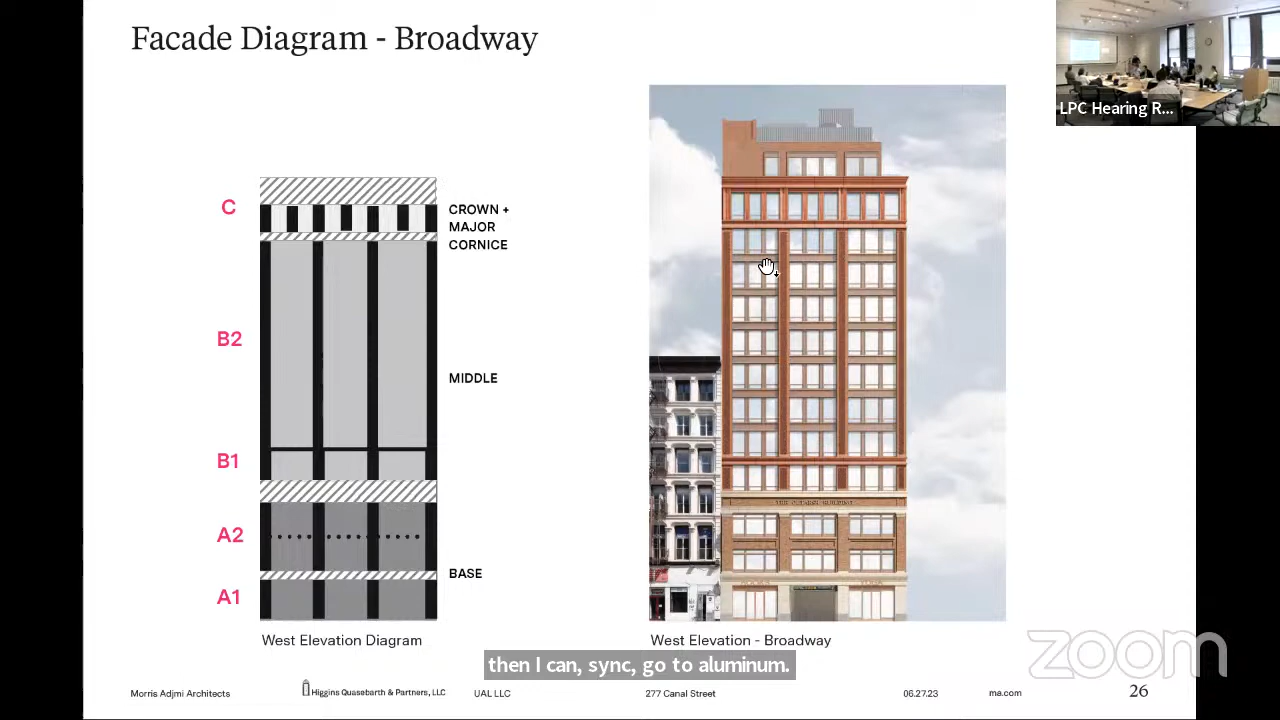 Facade Diagram - Broadway
LPC Hearing R...
C
CROWN +
MAJOR
CORNICE
B2
MIDDLE
B1
A2
BASE
A1
West Elevation Diagram
West Elevation - Broadway
then I can, sync, go to aluminum.
zoom
Morris Adjmi Architects
Higgins Quasebarth & Partners, LLC
UAL LLC
277 Canal Street
06.27.23
ma.com
26